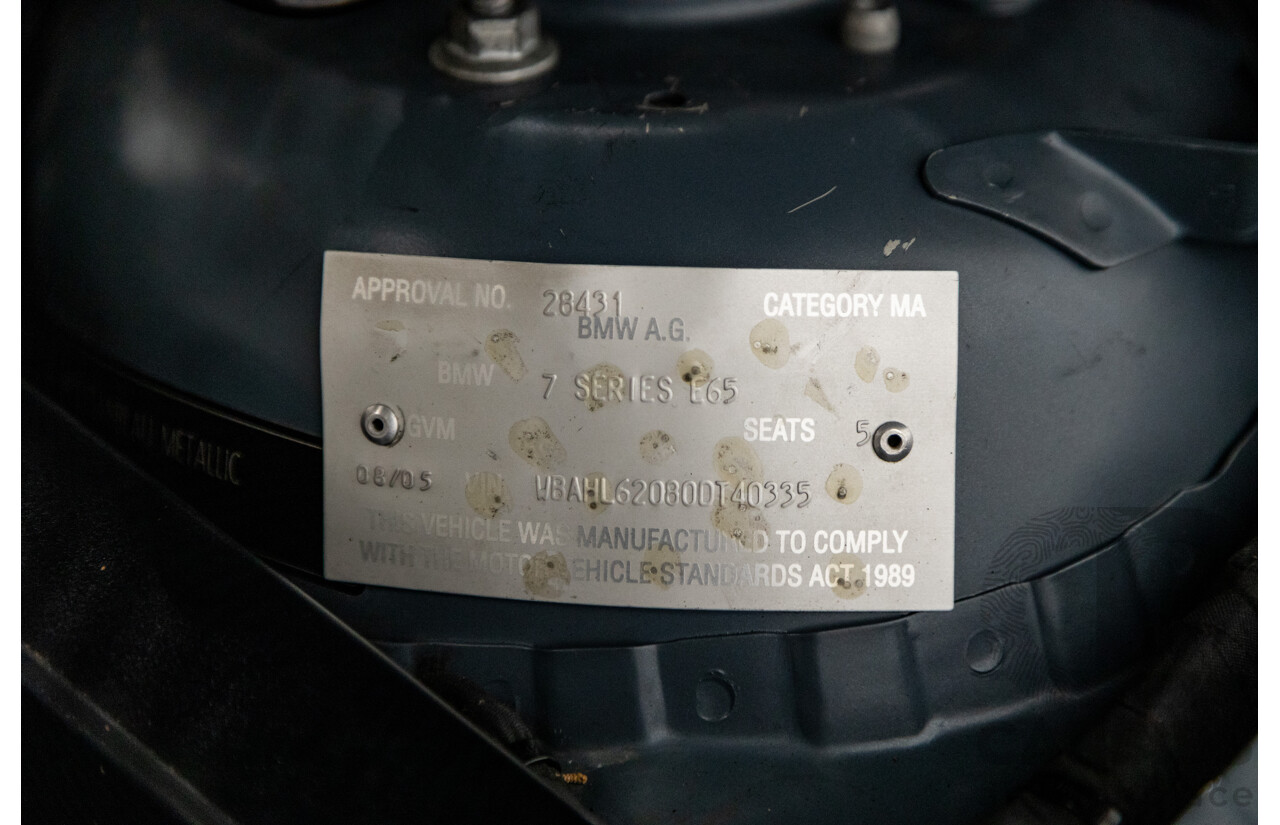 APPROVAL NO. 28431 CATEGORY MA
BMW A.G.
BMW 7 SERIES E65
GVM SEATS 5
08/05 VIN WBAHL62080DT40335
THIS VEHICLE WAS MANUFACTURED TO COMPLY
WITH THE MOTOR VEHICLE STANDARDS ACT 1989
METALLIC